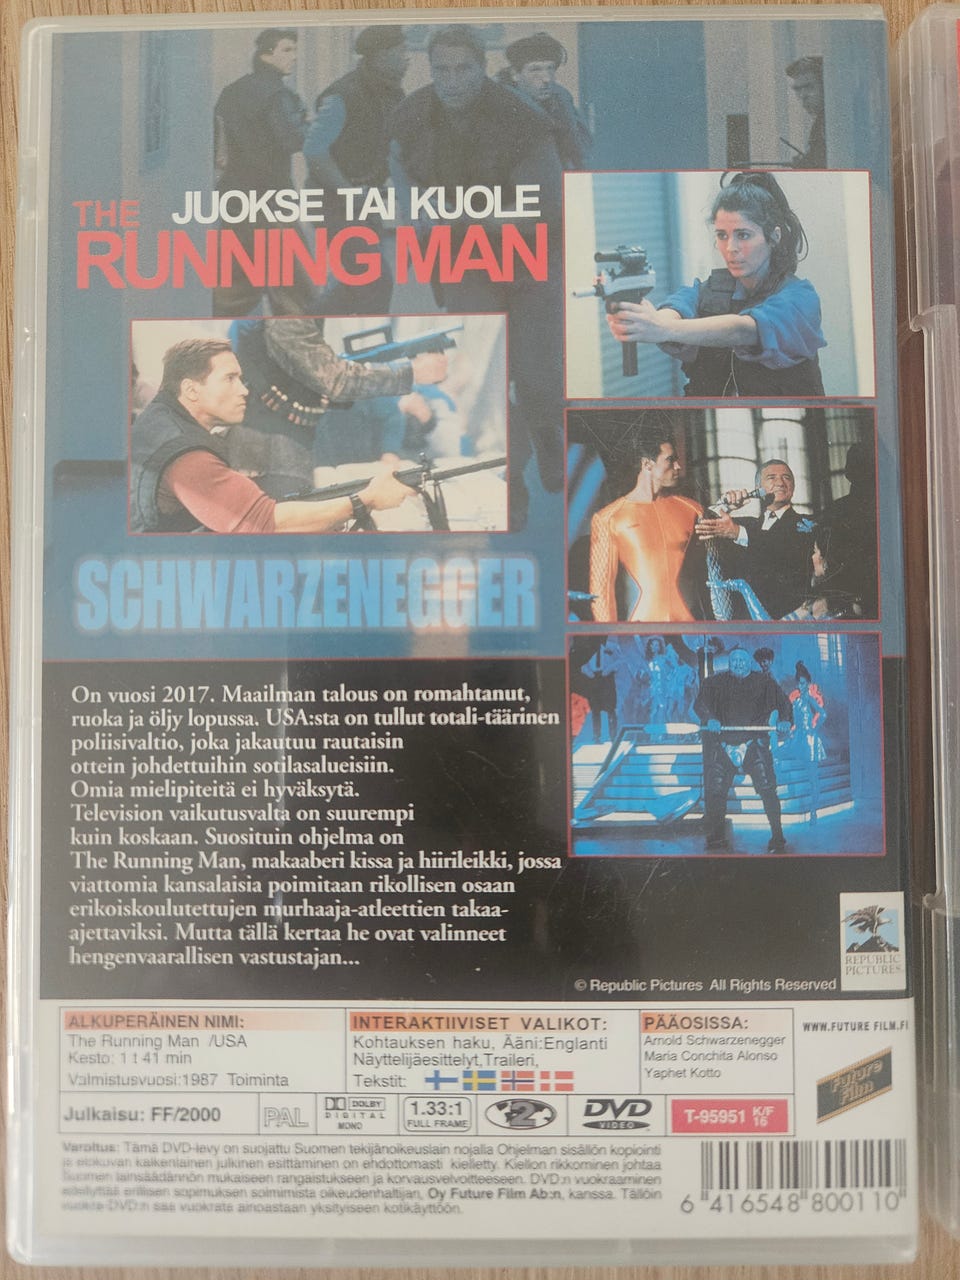 JUOKSE TAI KUOLE
THE
RUNNING MAN
SCHWARZENEGGER
On vuosi 2017. Maailman talous on romahtanut,
ruoka ja öljy lopussa. USA:sta on tullut totali-täärinen
poliisivaltio, joka jakautuu rautaisin
ottein johdettuihin sotilasalueisiin.
Omia mielipiteitä ei hyväksytä.
Television vaikutusvalta on suurempi
kuin koskaan. Suosituin ohjelma on
The Running Man, makaaberi kissa ja hiirileikki, jossa
viattomia kansalaisia poimitaan rikollisen osaan
erikoiskoulutettujen murhaaja-atleettien takaa-
ajettaviksi. Mutta tällä kertaa he ovat valinneet
hengenvaarallisen vastustajan...
REPUBLIC
PICTURES
© Republic Pictures All Rights Reserved
ALKUPERÄINEN NIMI:
The Running Man /USA
Kesto: 1 t 41 min
Valmistusvuosi:1987 Toiminta
INTERAKTIIVISET VALIKOT:
Kohtauksen haku, Ääni:Englanti
Näyttelijäesittelyt,Traileri,
Tekstit:
PÄÄOSISSA:
Arnold Schwarzenegger
Maria Conchita Alonso
Yaphet Kotto
WWW.FUTURE FILM.FI
Future
Film
Julkaisu: FF/2000
PAL
DOLBY
DIGITAL
MONO
1.33:1
FULL FRAME
2
DVD
VIDEO
T-95951 K/F
16
Varoitus: Tämä DVD-levy on suojattu Suomen tekijänoikeuslain nojalla Ohjelman sisällön kopiointi
ja elokuvan kaikenlainen julkinen esittäminen on ehdottomasti kielletty. Kiellon rikkominen johtaa
Suomen lainsäädännön mukaiseen rangaistukseen ja korvausvelvoitteeseen. DVD:n vuokraaminen
edellyttää erillisen sopimuksen solmimista oikeudenhaltijan, Oy Future Film Ab:n, kanssa. Tällöin
vuokra-DVD:n saa vuokrata ainoastaan yksityiseen kotikäyttöön.
6 416548 800110